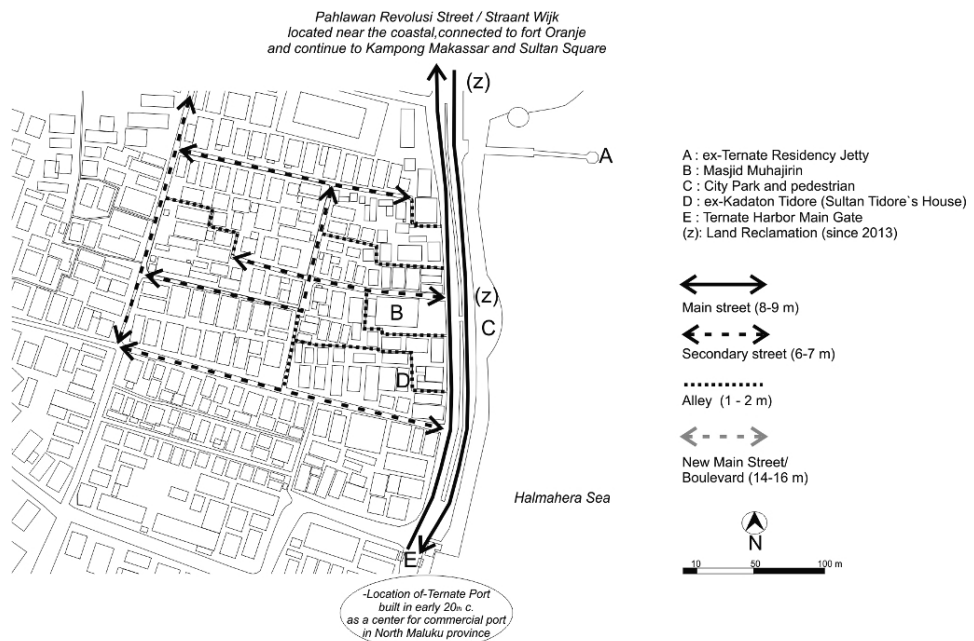 Pahlawan Revolusi Street / Straant Wijk
located near the coastal,connected to fort Oranje
and continue to Kampong Makassar and Sultan Square
(z)
A
A : ex-Ternate Residency Jetty
B : Masjid Muhajirin
C : City Park and pedestrian
D : ex-Kadaton Tidore (Sultan Tidore`s House)
E : Ternate Harbor Main Gate
(z): Land Reclamation (since 2013)
(z)
B
C
D
Main street (8-9 m)
Secondary street (6-7 m)
Alley (1 - 2 m)
New Main Street/
Boulevard (14-16 m)
Halmahera Sea
N
10 50 100 m
E
-Location of-Ternate Port
built in early 20th c.
as a center for commercial port
in North Maluku province